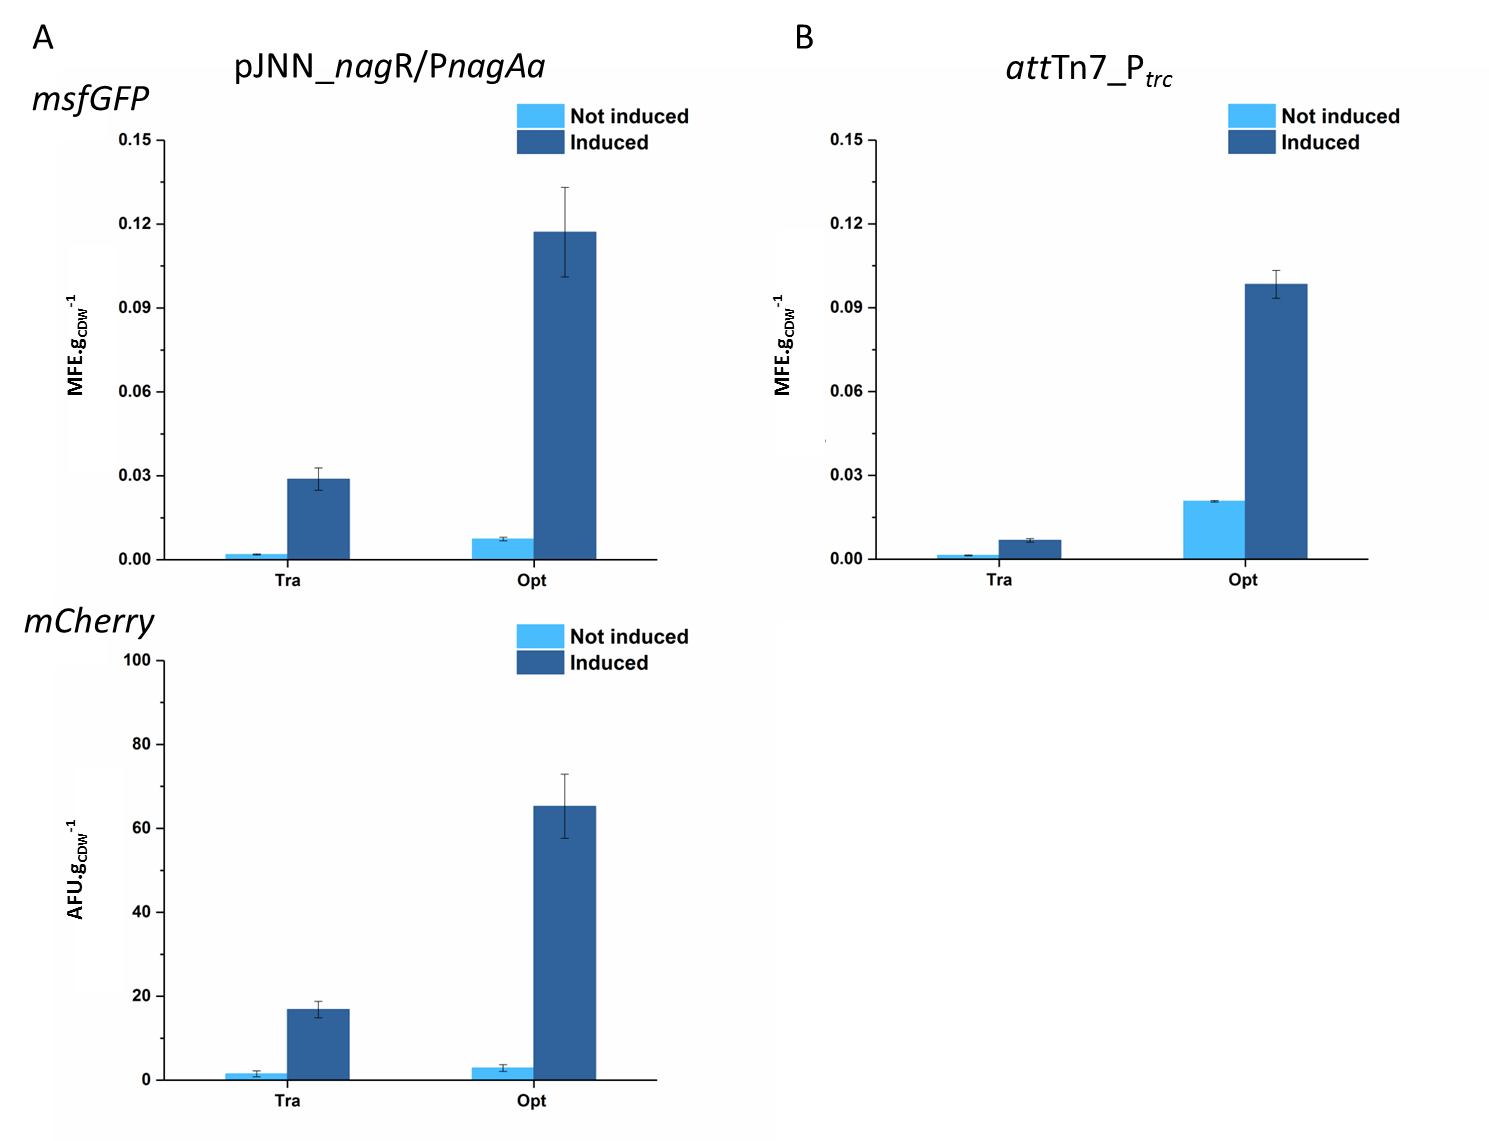 A
pJNN_nagR/PnagAa
msfGFP
Not induced
Induced
0.15
0.12
0.09
0.06
0.03
0.00
MFE.gCDW-1
Tra Opt
B
attTn7_Ptrc
Not induced
Induced
0.15
0.12
0.09
0.06
0.03
0.00
MFE.gCDW-1
Tra Opt
mCherry
Not induced
Induced
100
80
60
40
20
0
AFU.gCDW-1
Tra Opt